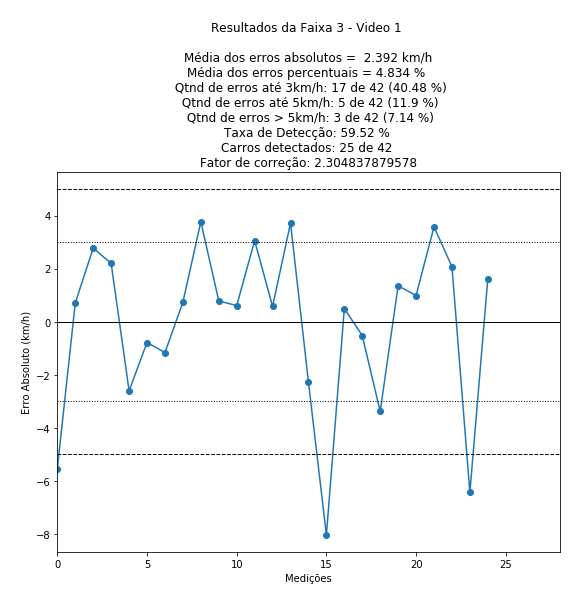 Resultados da Faixa 3 - Video 1
Média dos erros absolutos =  2.392 km/h
Média dos erros percentuais = 4.834 %
Qtnd de erros até 3km/h: 17 de 42 (40.48 %)
Qtnd de erros até 5km/h: 5 de 42 (11.9 %)
Qtnd de erros > 5km/h: 3 de 42 (7.14 %)
Taxa de Detecção: 59.52 %
Carros detectados: 25 de 42
Fator de correção: 2.304837879578
4
2
0
−2
−4
−6
−8
Erro Absoluto (km/h)
0 5 10 15 20 25
Medições